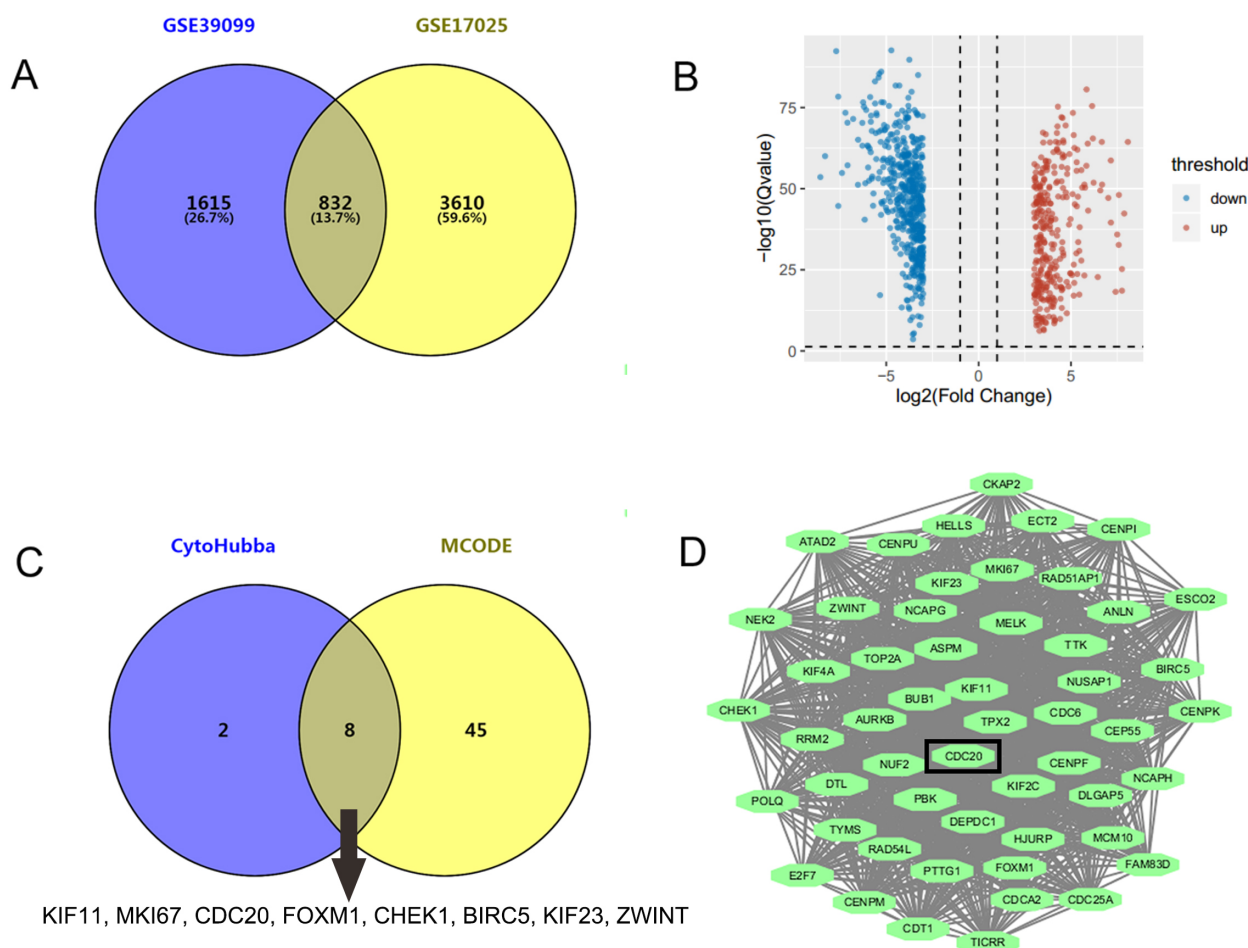 A
GSE39099
GSE17025
1615
(26.7%)
832
(13.7%)
3610
(59.6%)
B
−log10(Qvalue)
75
50
25
0
−5
0
5
log2(Fold Change)
threshold
down
up
C
CytoHubba
MCODE
2
8
45
KIF11, MKI67, CDC20, FOXM1, CHEK1, BIRC5, KIF23, ZWINT
D
CKAP2
HELLS
ECT2
CENPI
ATAD2
CENPU
MKI67
RAD51AP1
KIF23
ESCO2
NEK2
ZWINT
NCAPG
MELK
ANLN
TTK
ASPM
TOP2A
KIF4A
BIRC5
NUSAP1
KIF11
BUB1
CHEK1
AURKB
TPX2
CDC6
CENPK
CEP55
RRM2
CDC20
NUF2
CENPF
NCAPH
DTL
KIF2C
DLGAP5
POLQ
PBK
DEPDC1
TYMS
HJURP
MCM10
RAD54L
FAM83D
E2F7
PTTG1
FOXM1
CENPM
CDCA2
CDC25A
CDT1
TICRR